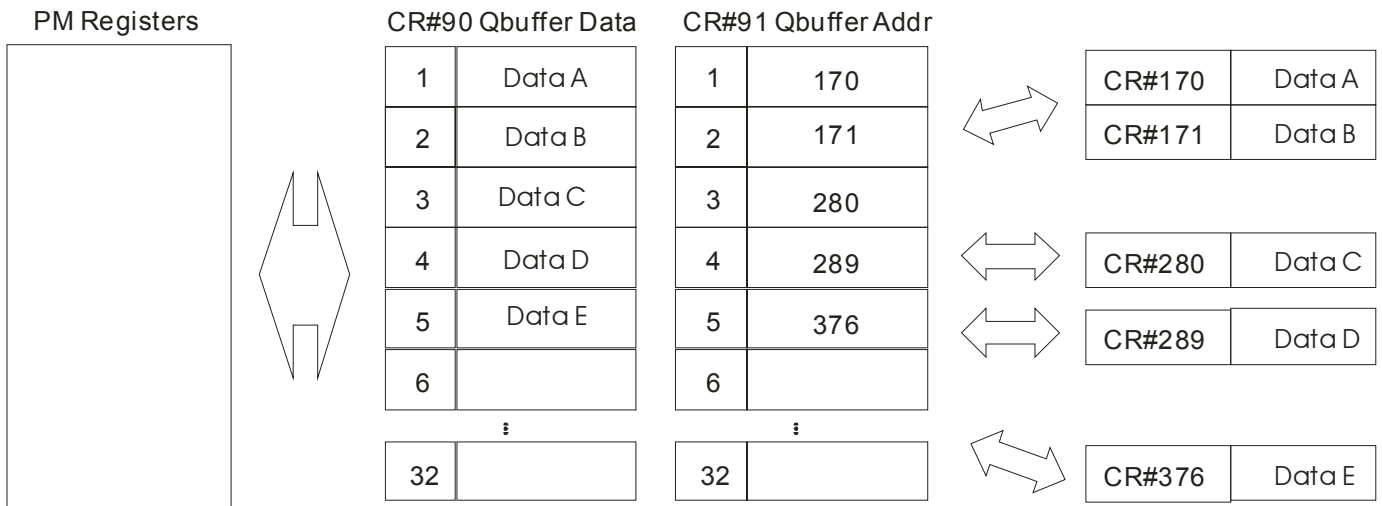 PM Registers
CR#90 Qbuffer Data
CR#91 Qbuffer Addr
1 Data A 1 170 CR#170 Data A
2 Data B 2 171 CR#171 Data B
3 Data C 3 280
4 Data D 4 289 CR#280 Data C
5 Data E 5 376 CR#289 Data D
6 6
32 32 CR#376 Data E